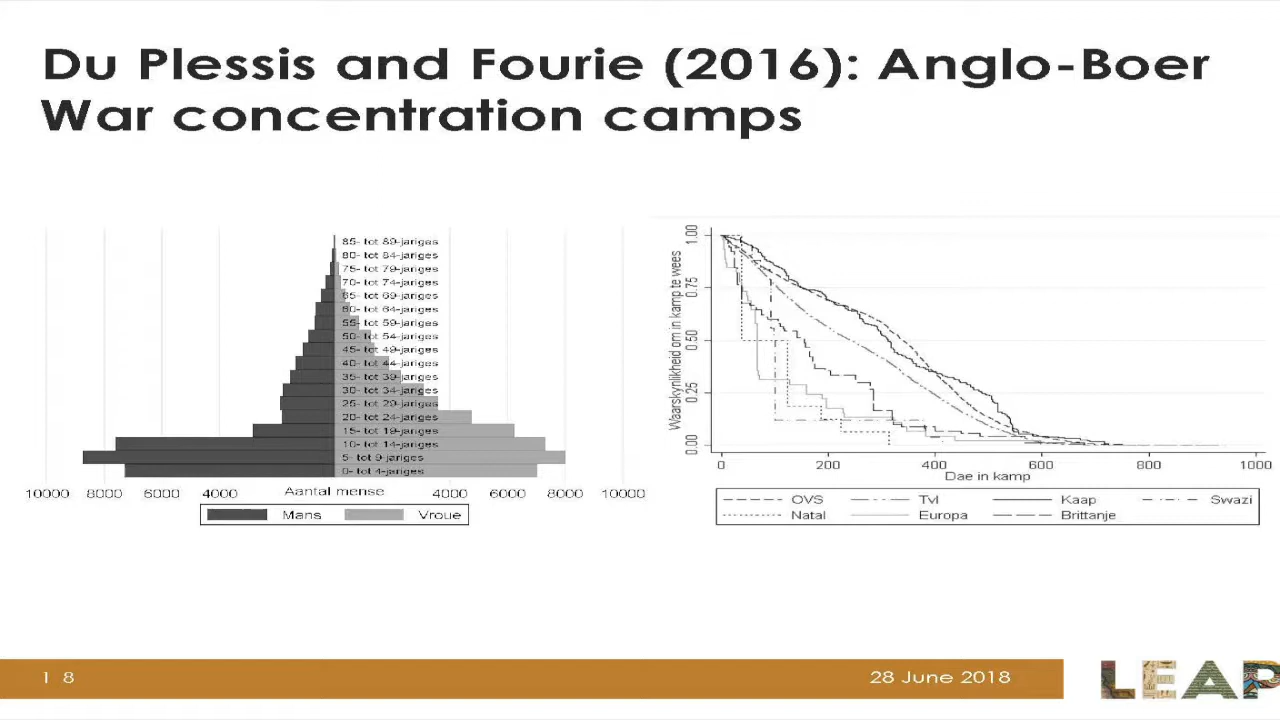 Du Plessis and Fourie (2016): Anglo-Boer
War concentration camps
85- tot 89-jariges
80- tot 84-jariges
75- tot 79-jariges
70- tot 74-jariges
65- tot 69-jariges
60- tot 64-jariges
55- tot 59-jariges
50- tot 54-jariges
45- tot 49-jariges
40- tot 44-jariges
35- tot 39-jariges
30- tot 34-jariges
25- tot 29-jariges
20- tot 24-jariges
15- tot 19-jariges
10- tot 14-jariges
5- tot 9-jariges
0- tot 4-jariges
10000 8000 6000 4000 Aantal mense 4000 6000 8000 10000
Mans Vroue
Waarskynlikheid om in kamp te wees
1.00
0.75
0.50
0.25
0.00
0 200 400 600 800 1000
Dae in kamp
OVS Tvl Kaap Swazi
Natal Europa Brittanje
18 28 June 2018
LEAP